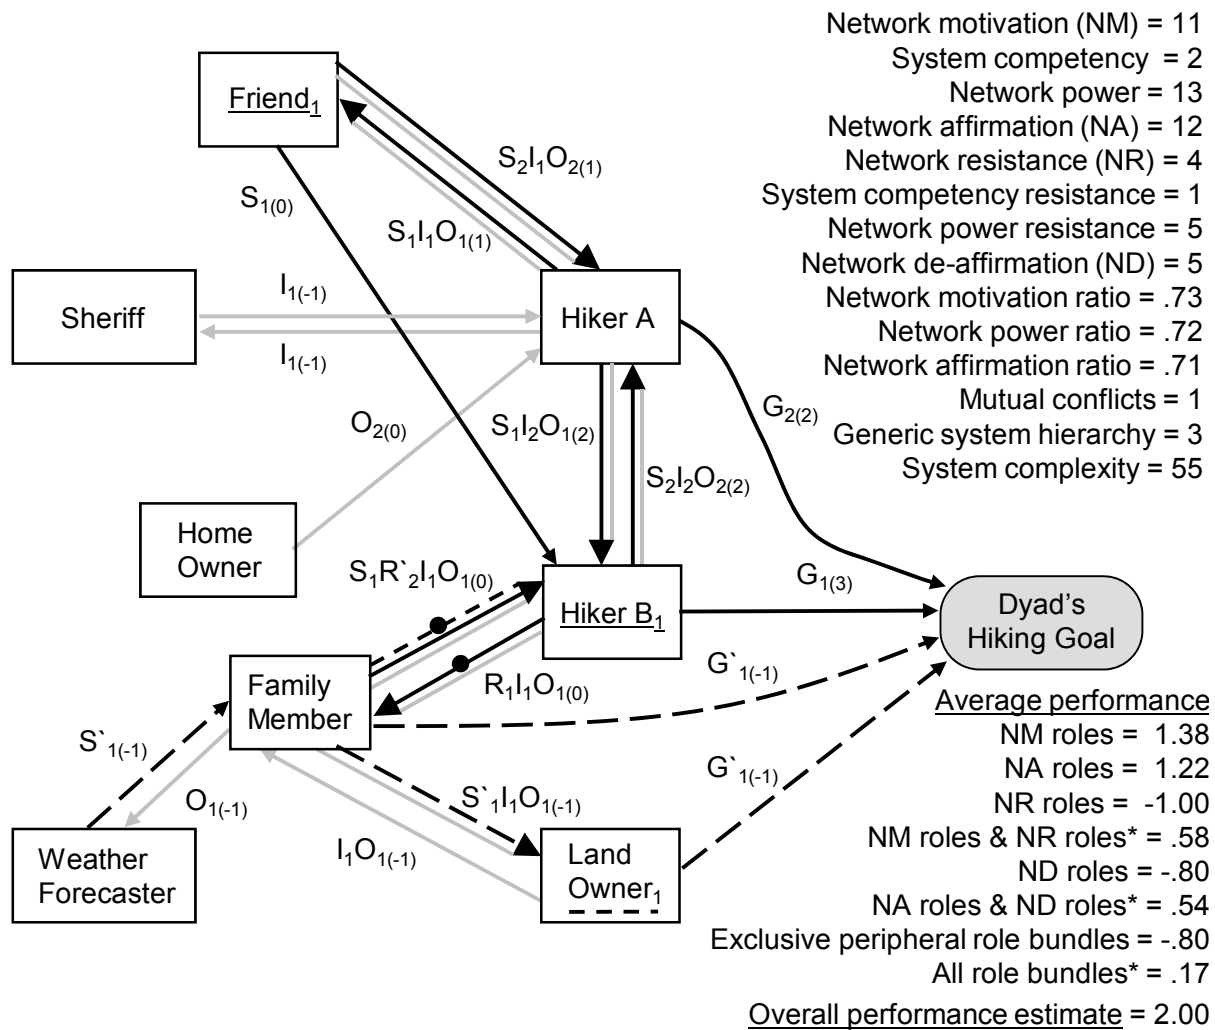 Network motivation (NM) = 11
System competency = 2
Network power = 13
Network affirmation (NA) = 12
Network resistance (NR) = 4
System competency resistance = 1
Network power resistance = 5
Network de-affirmation (ND) = 5
Network motivation ratio = .73
Network power ratio = .72
Network affirmation ratio = .71
Mutual conflicts = 1
Generic system hierarchy = 3
System complexity = 55
Friend₁
S₂I₁O₂₍₁₎
S₁₍₀₎
S₁I₁O₁₍₁₎
Sheriff
I₁₍₋₁₎
I₁₍₋₁₎
Hiker A
O₂₍₀₎
S₁I₂O₁₍₂₎
G₂₍₂₎
S₂I₂O₂₍₂₎
Home
Owner
S₁R`₂I₁O₁₍₀₎
Hiker B₁
G₁₍₃₎
Dyad's
Hiking Goal
Family
Member
R₁I₁O₁₍₀₎
G`₁₍₋₁₎
S`₁₍₋₁₎
O₁₍₋₁₎
S`₁I₁O₁₍₋₁₎
G`₁₍₋₁₎
I₁O₁₍₋₁₎
Weather
Forecaster
Land
Owner₁
Average performance
NM roles = 1.38
NA roles = 1.22
NR roles = -1.00
NM roles & NR roles* = .58
ND roles = -.80
NA roles & ND roles* = .54
Exclusive peripheral role bundles = -.80
All role bundles* = .17
Overall performance estimate = 2.00